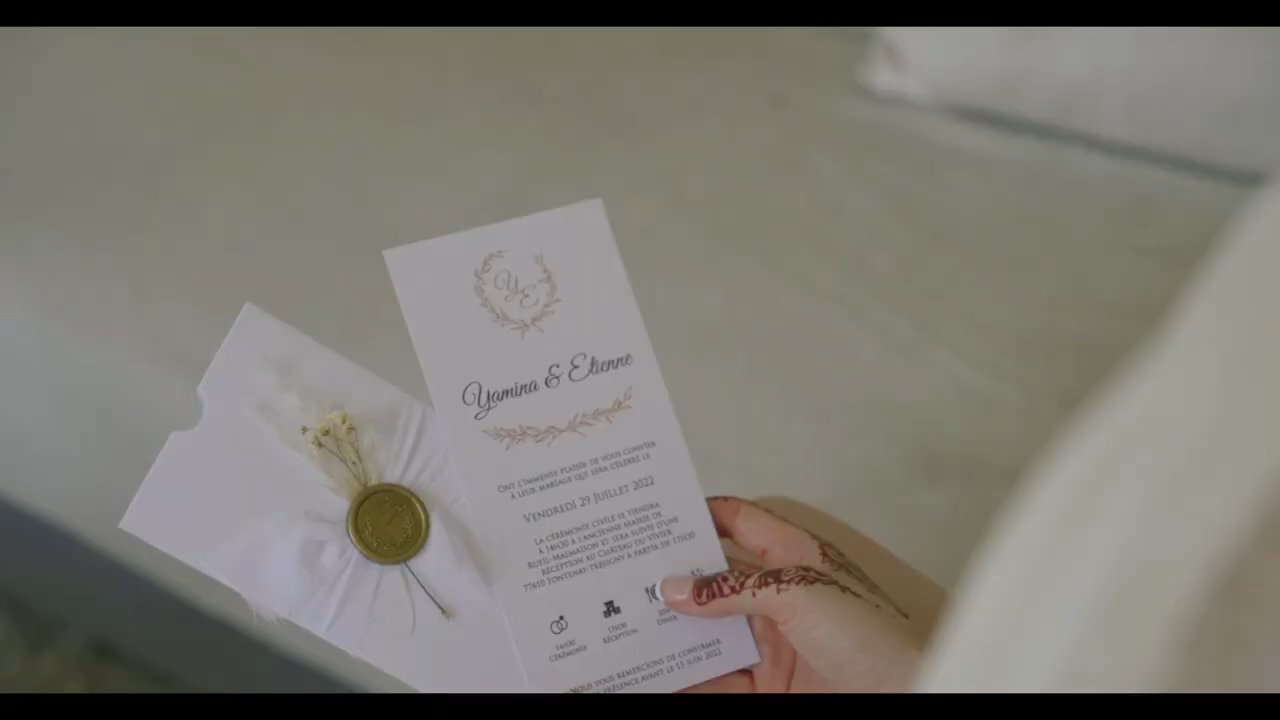 YE
Yamina & Etienne
Ont l'immense plaisir de vous convier
à leur mariage qui sera célébré le
Vendredi 29 Juillet 2022
La cérémonie civile se tiendra
à 14h30 à l'ancienne mairie de
Rueil-Malmaison et sera suivie d'une
réception au Château du Vivier
77610 Fontenay-Trésigny à partir de 17h30
14h30
Cérémonie
17h30
Réception
Dîner
nous vous remercions de confirmer
présence avant le 15 juin 2022